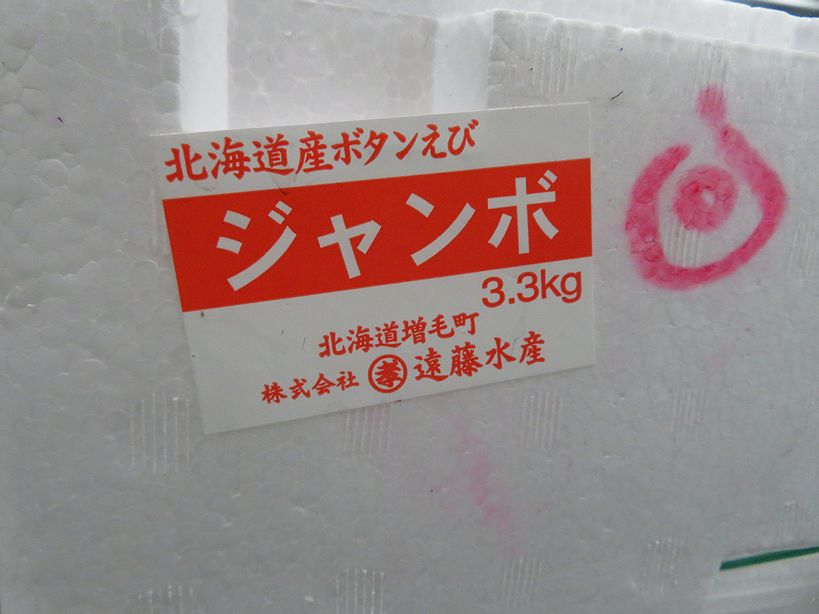 北海道産ボタンえび
ジャンボ
3.3kg
北海道増毛町
株式会社 孝 遠藤水産